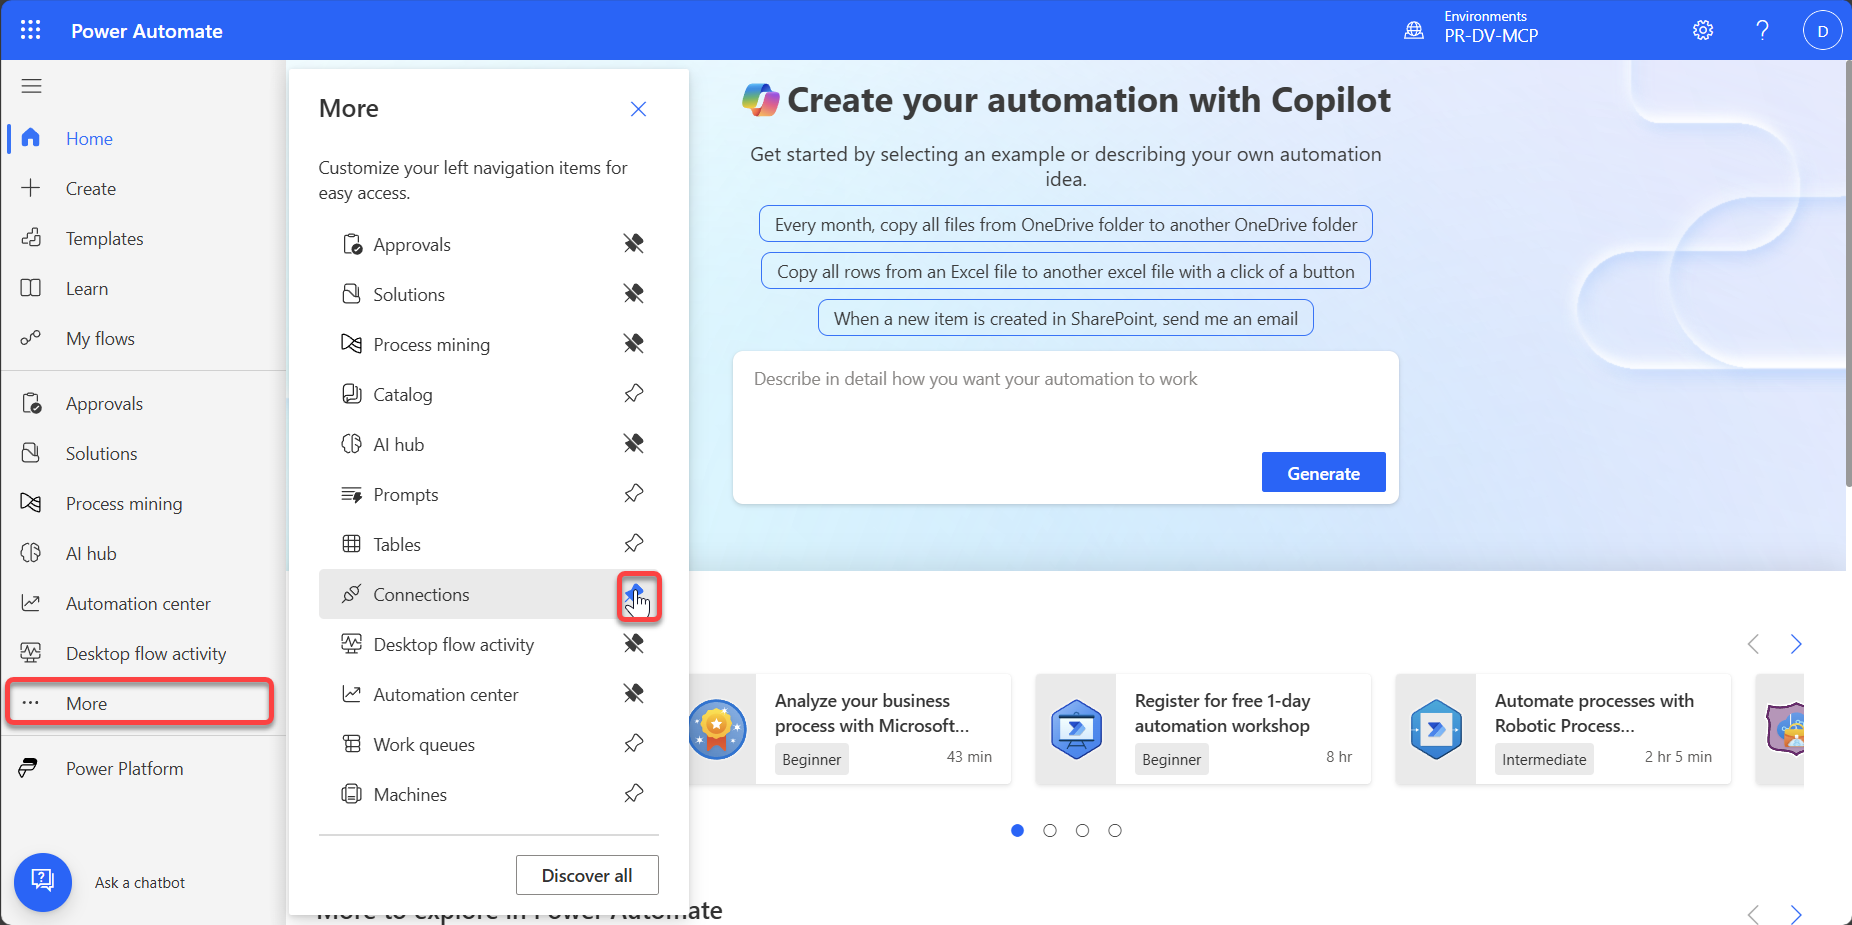 Power Automate
Environments
PR-DV-MCP
?
D
Home
Create
Templates
Learn
My flows
Approvals
Solutions
Process mining
AI hub
Automation center
Desktop flow activity
More
Power Platform
Ask a chatbot
More
Customize your left navigation items for
easy access.
Approvals
Solutions
Process mining
Catalog
AI hub
Prompts
Tables
Connections
Desktop flow activity
Automation center
Work queues
Machines
Discover all
Create your automation with Copilot
Get started by selecting an example or describing your own automation
idea.
Every month, copy all files from OneDrive folder to another OneDrive folder
Copy all rows from an Excel file to another excel file with a click of a button
When a new item is created in SharePoint, send me an email
Describe in detail how you want your automation to work
Generate
Analyze your business
process with Microsoft...
Beginner
43 min
Register for free 1-day
automation workshop
Beginner
8 hr
Automate processes with
Robotic Process...
Intermediate
2 hr 5 min
More to explore in Power Automate